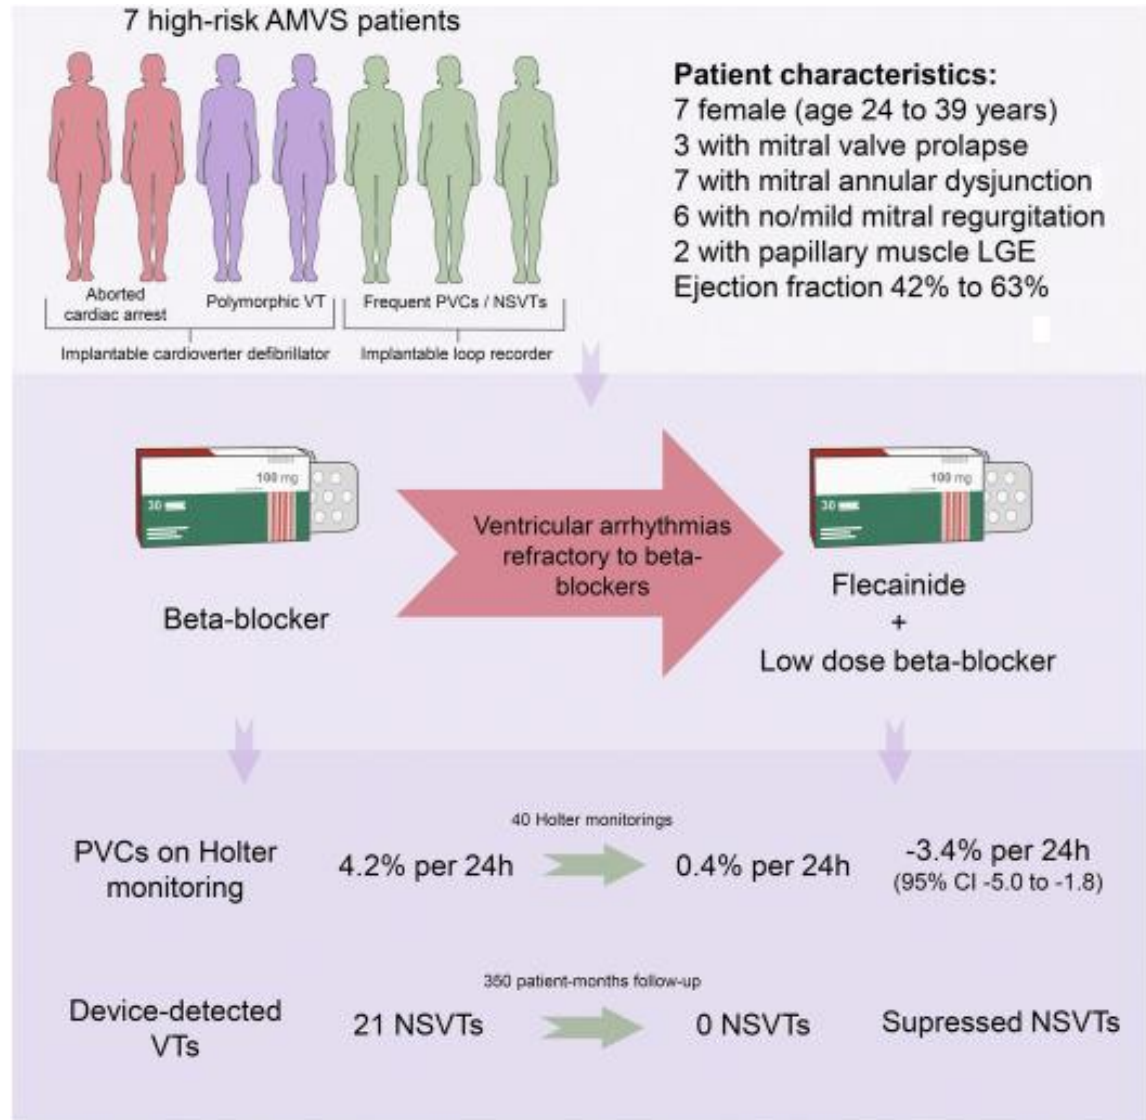 7 high-risk AMVS patients
Patient characteristics:
7 female (age 24 to 39 years)
3 with mitral valve prolapse
7 with mitral annular dysjunction
6 with no/mild mitral regurgitation
2 with papillary muscle LGE
Ejection fraction 42% to 63%
Aborted
cardiac arrest
Polymorphic VT
Frequent PVCs / NSVTs
Implantable cardioverter defibrillator
Implantable loop recorder
100 mg
30
Beta-blocker
Ventricular arrhythmias
refractory to beta-
blockers
100 mg
30
Flecainide
+
Low dose beta-blocker
40 Holter monitorings
PVCs on Holter
monitoring
4.2% per 24h
0.4% per 24h
-3.4% per 24h
(95% CI -5.0 to -1.8)
350 patient-months follow-up
Device-detected
VTs
21 NSVTs
0 NSVTs
Supressed NSVTs